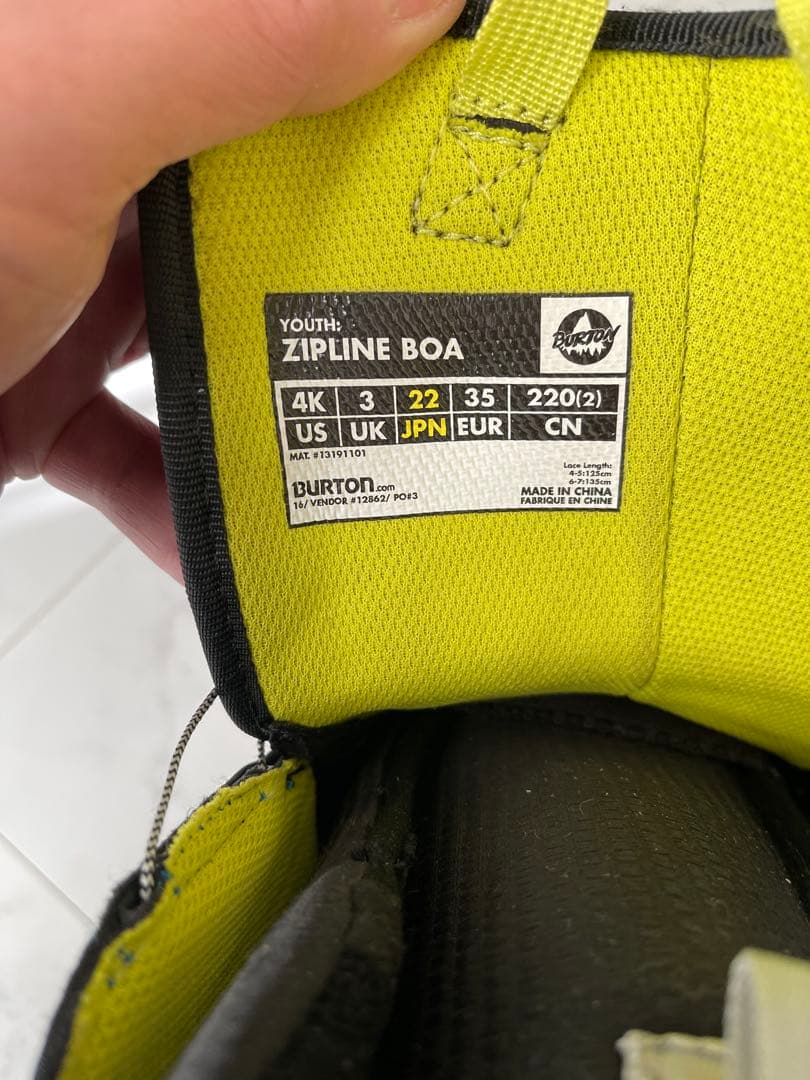 YOUTH:
ZIPLINE BOA
BURTON
4K 3 22 35 220(2)
US UK JPN EUR CN
MAT. #13191101
Lace Length:
4-5:125cm
6-7:135cm
BURTON.com
MADE IN CHINA
16/ VENDOR #12862/ PO#3
FABRIQUE EN CHINE